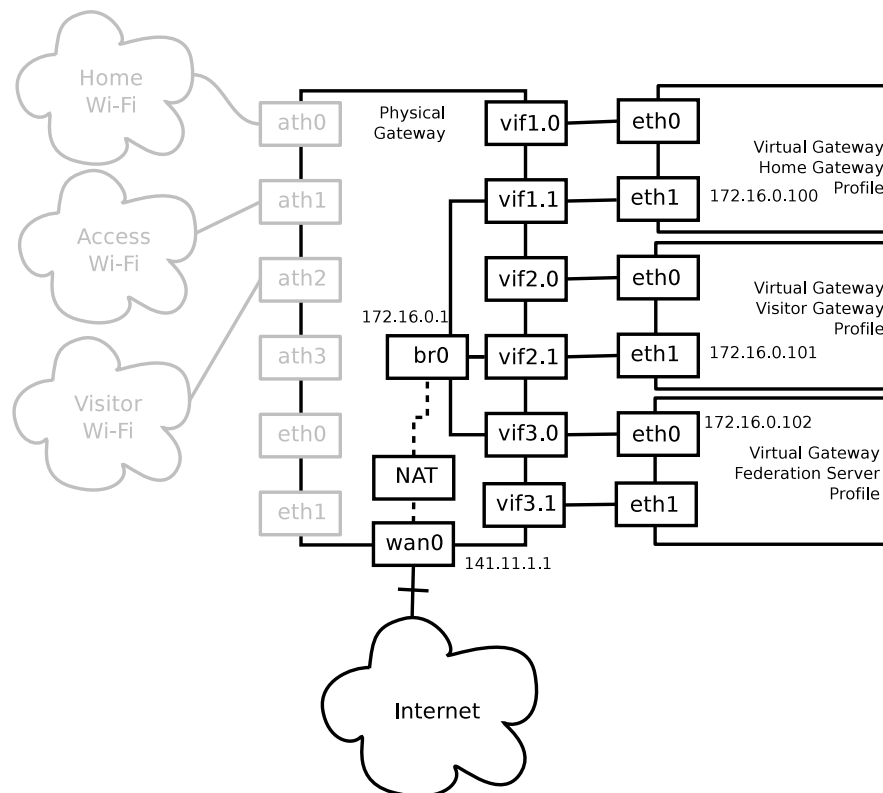 Home
Wi-Fi
ath0
Physical
Gateway
vif1.0
eth0
Virtual Gateway
Home Gateway
Profile
Access
Wi-Fi
ath1
vif1.1
eth1
172.16.0.100
ath2
vif2.0
eth0
Virtual Gateway
Visitor Gateway
Profile
172.16.0.1
ath3
br0
vif2.1
eth1
172.16.0.101
Visitor
Wi-Fi
eth0
vif3.0
eth0
172.16.0.102
Virtual Gateway
Federation Server
Profile
NAT
eth1
vif3.1
eth1
wan0
141.11.1.1
Internet